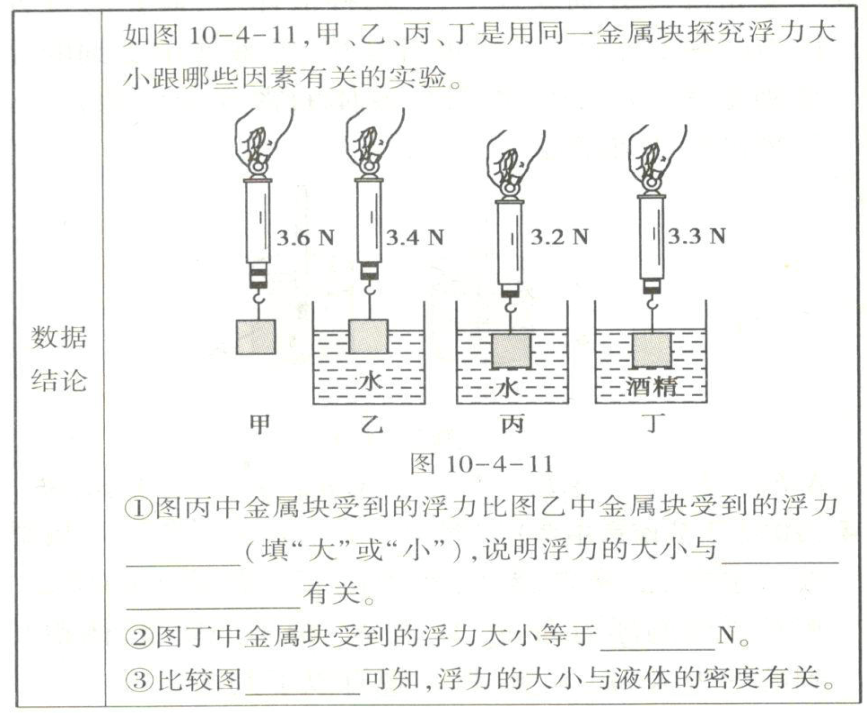 如图 10-4-11,甲、乙、丙、丁是用同一金属块探究浮力大
小跟哪些因素有关的实验。
3.6 N 3.4 N 3.2 N 3.3 N
数据
结论
水 水 酒精
甲 乙 丙 丁
图 10-4-11
①图丙中金属块受到的浮力比图乙中金属块受到的浮力
________(填“大”或“小”),说明浮力的大小与________
____________有关。
②图丁中金属块受到的浮力大小等于________N。
③比较图________可知,浮力的大小与液体的密度有关。